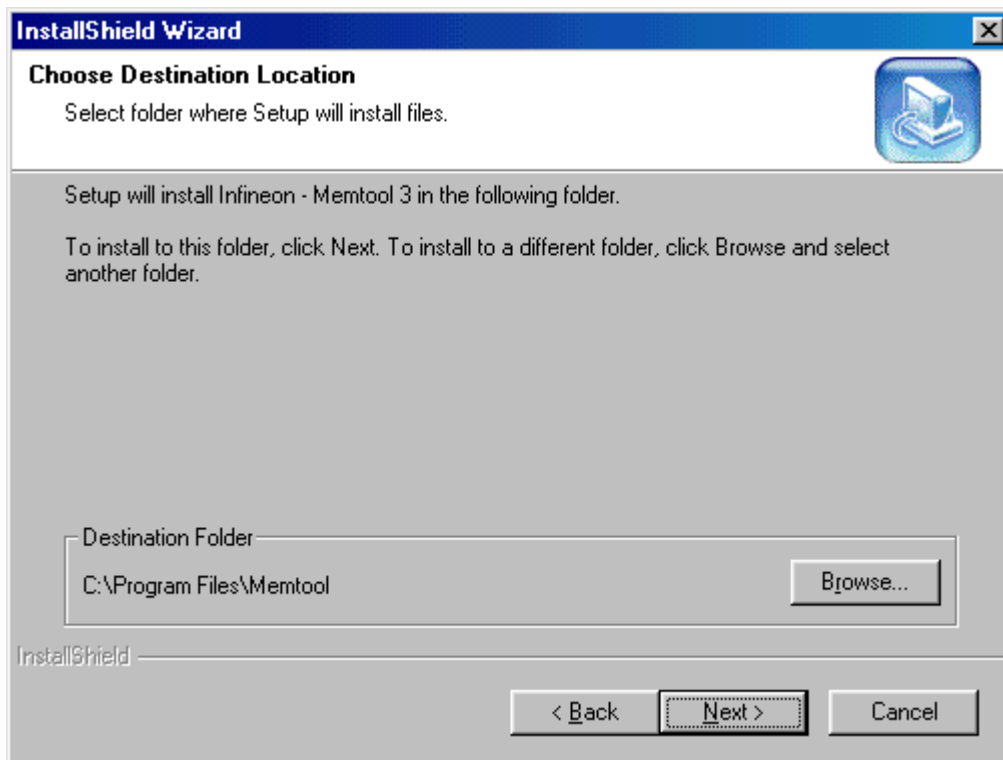 InstallShield Wizard
Choose Destination Location
Select folder where Setup will install files.
Setup will install Infineon - Memtool 3 in the following folder.
To install to this folder, click Next. To install to a different folder, click Browse and select
another folder.
Destination Folder
C:\Program Files\Memtool
Browse...
InstallShield
< Back
Next >
Cancel